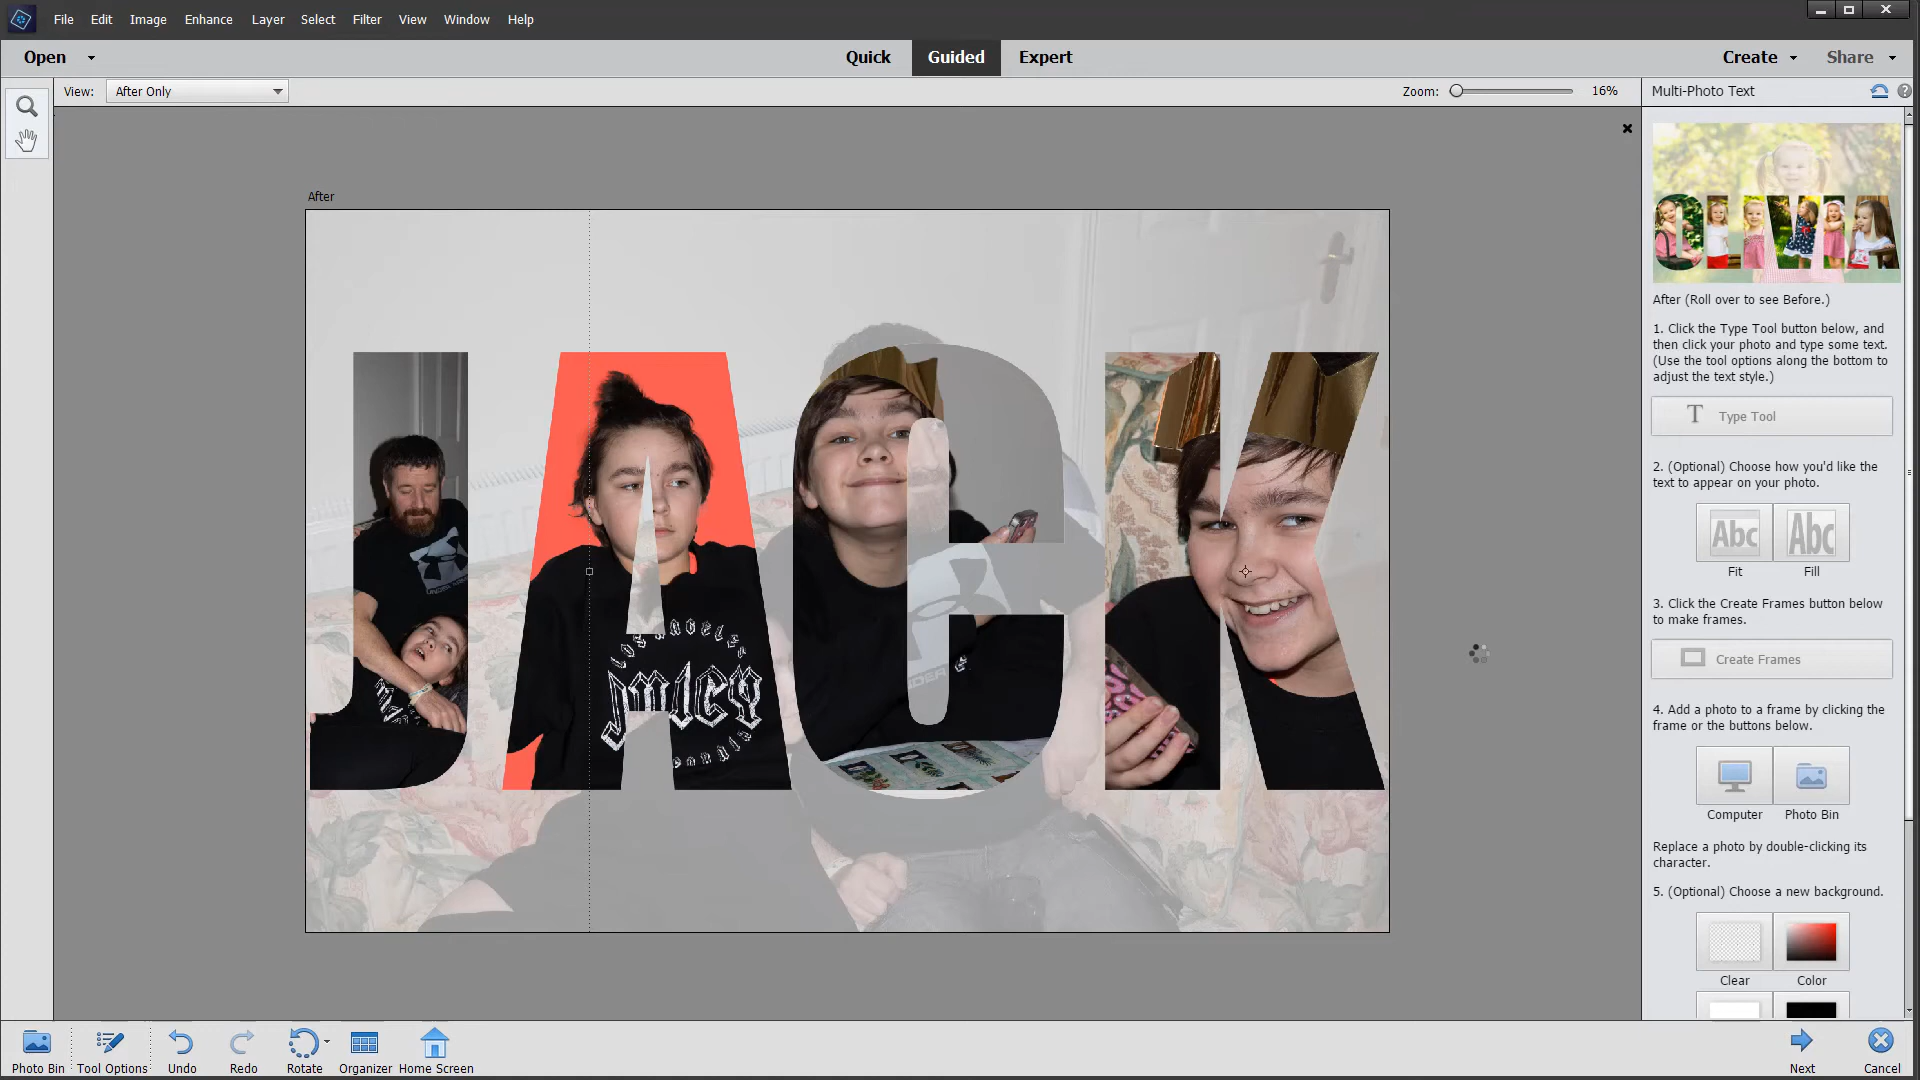 File Edit Image Enhance Layer Select Filter View Window Help
Open Quick Guided Expert Create Share
View: After Only Zoom: 16% Multi-Photo Text
After
OLIVIA
After (Roll over to see Before.)
1. Click the Type Tool button below, and
then click your photo and type some text.
(Use the tool options along the bottom to
adjust the text style.)
T Type Tool
2. (Optional) Choose how you'd like the
text to appear on your photo.
Abc Abc
Fit Fill
3. Click the Create Frames button below
to make frames.
Create Frames
4. Add a photo to a frame by clicking the
frame or the buttons below.
Computer Photo Bin
Replace a photo by double-clicking its
character.
5. (Optional) Choose a new background.
Clear Color
JACK
los angeles
JUICY
Photo Bin Tool Options Undo Redo Rotate Organizer Home Screen Next Cancel